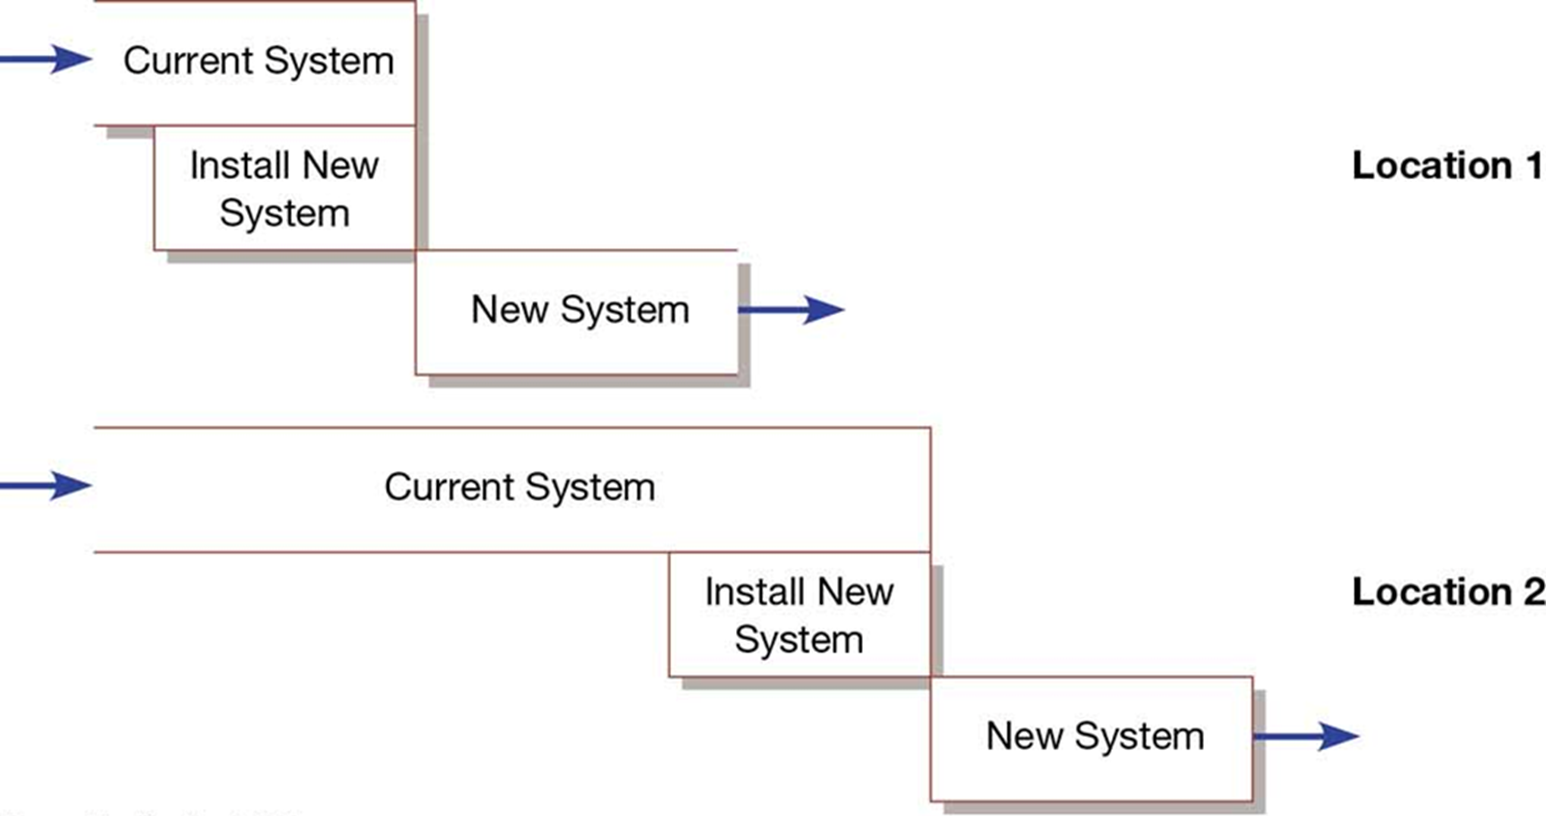 Current System
Install New
System
Location 1
New System
Current System
Install New
System
Location 2
New System